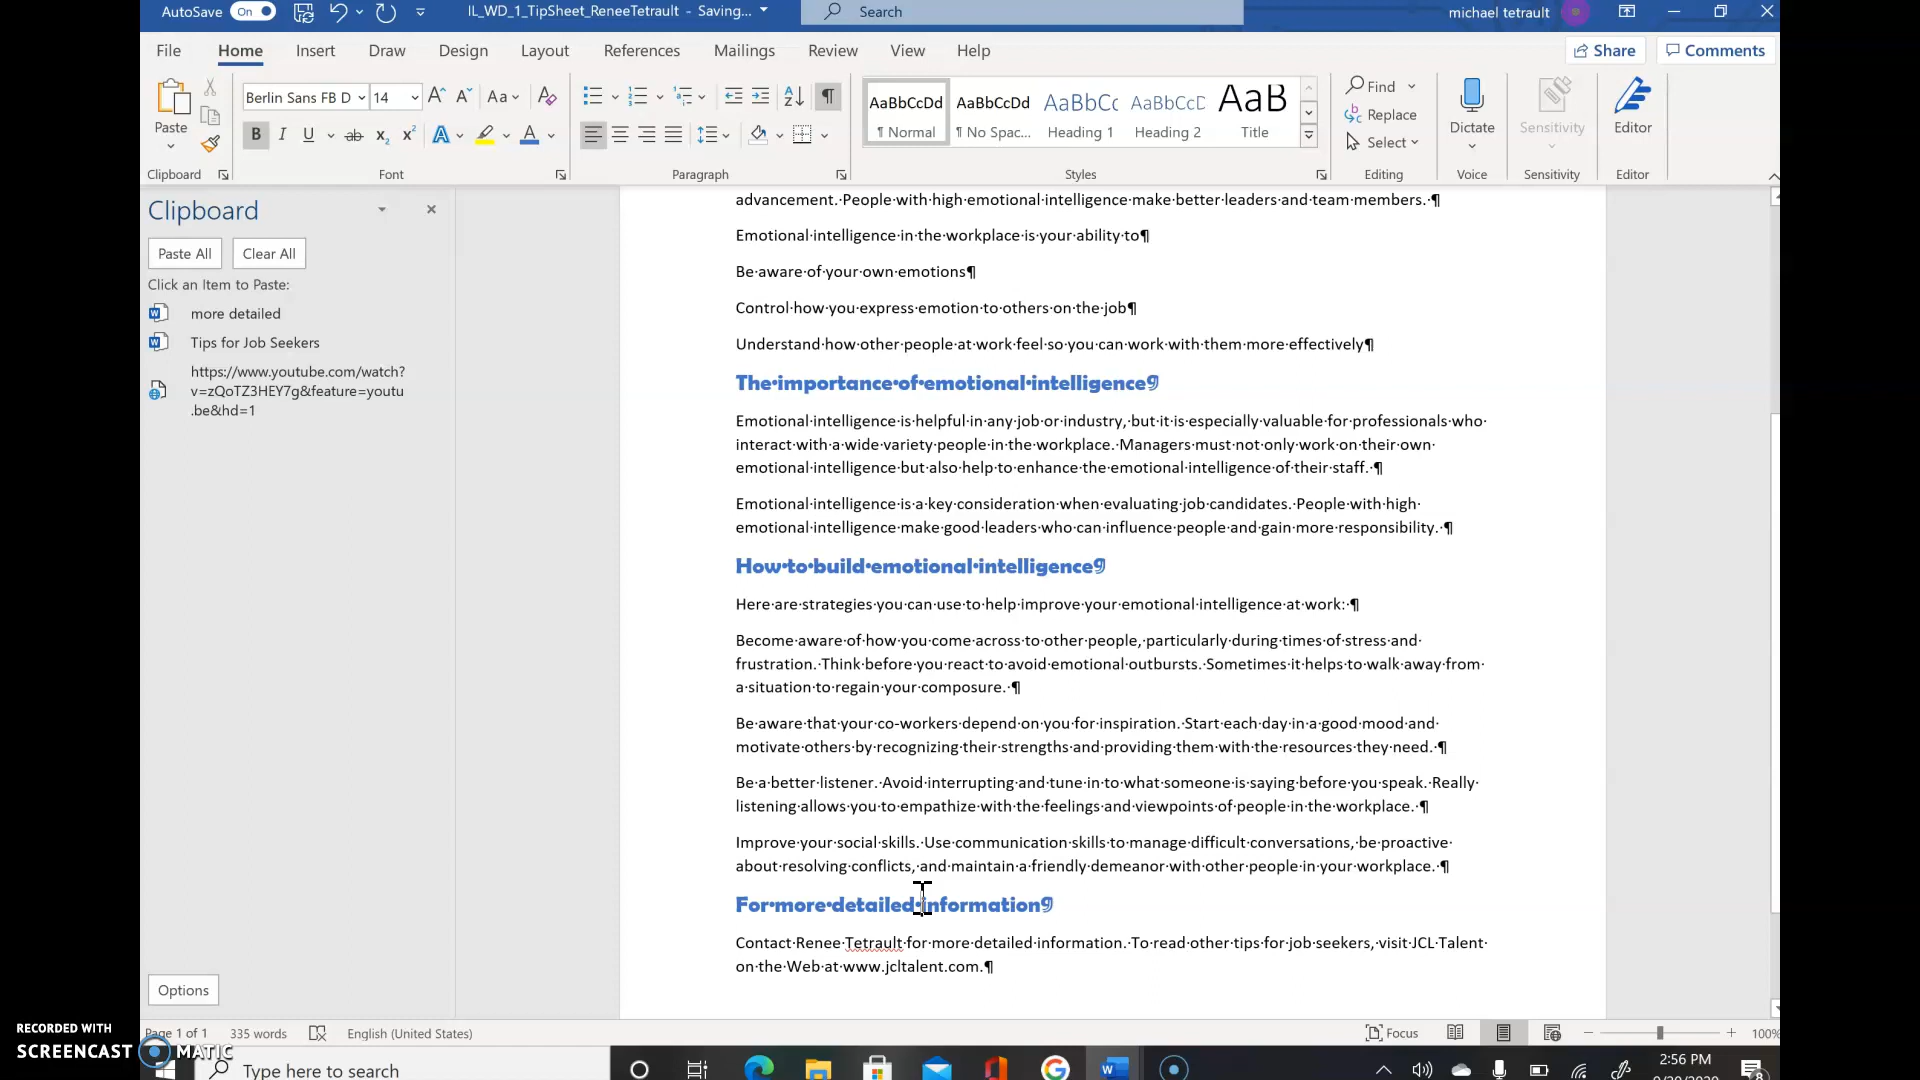 AutoSave On IL_WD_1_TipSheet_ReneeTetrault - Saving... Search michael tetrault
File Home Insert Draw Design Layout References Mailings Review View Help Share Comments
Berlin Sans FB D 14 Aa
AaBbCcDd AaBbCcDd AaBbCc AaBbCcD AaB
Find
Replace
Select
Paste
¶ Normal ¶ No Spac... Heading 1 Heading 2 Title
Dictate Sensitivity Editor
Clipboard Font Paragraph Styles Editing Voice Sensitivity Editor
Clipboard
Paste All Clear All
Click an Item to Paste:
more detailed
Tips for Job Seekers
https://www.youtube.com/watch?
v=zQoTZ3HEY7g&feature=youtu
.be&hd=1
Options
advancement. People with high emotional intelligence make better leaders and team members. ¶
Emotional intelligence in the workplace is your ability to¶
Be aware of your own emotions¶
Control how you express emotion to others on the job¶
Understand how other people at work feel so you can work with them more effectively¶
The importance of emotional intelligence¶
Emotional intelligence is helpful in any job or industry, but it is especially valuable for professionals who
interact with a wide variety people in the workplace. Managers must not only work on their own
emotional intelligence but also help to enhance the emotional intelligence of their staff. ¶
Emotional intelligence is a key consideration when evaluating job candidates. People with high
emotional intelligence make good leaders who can influence people and gain more responsibility. ¶
How to build emotional intelligence¶
Here are strategies you can use to help improve your emotional intelligence at work: ¶
Become aware of how you come across to other people, particularly during times of stress and
frustration. Think before you react to avoid emotional outbursts. Sometimes it helps to walk away from
a situation to regain your composure. ¶
Be aware that your co-workers depend on you for inspiration. Start each day in a good mood and
motivate others by recognizing their strengths and providing them with the resources they need. ¶
Be a better listener. Avoid interrupting and tune in to what someone is saying before you speak. Really
listening allows you to empathize with the feelings and viewpoints of people in the workplace. ¶
Improve your social skills. Use communication skills to manage difficult conversations, be proactive
about resolving conflicts, and maintain a friendly demeanor with other people in your workplace. ¶
For more detailed information¶
Contact Renee Tetrault for more detailed information. To read other tips for job seekers, visit JCL Talent
on the Web at www.jcltalent.com.¶
Page 1 of 1 335 words English (United States) Focus 100%
RECORDED WITH
SCREENCAST MATIC
Type here to search
2:56 PM